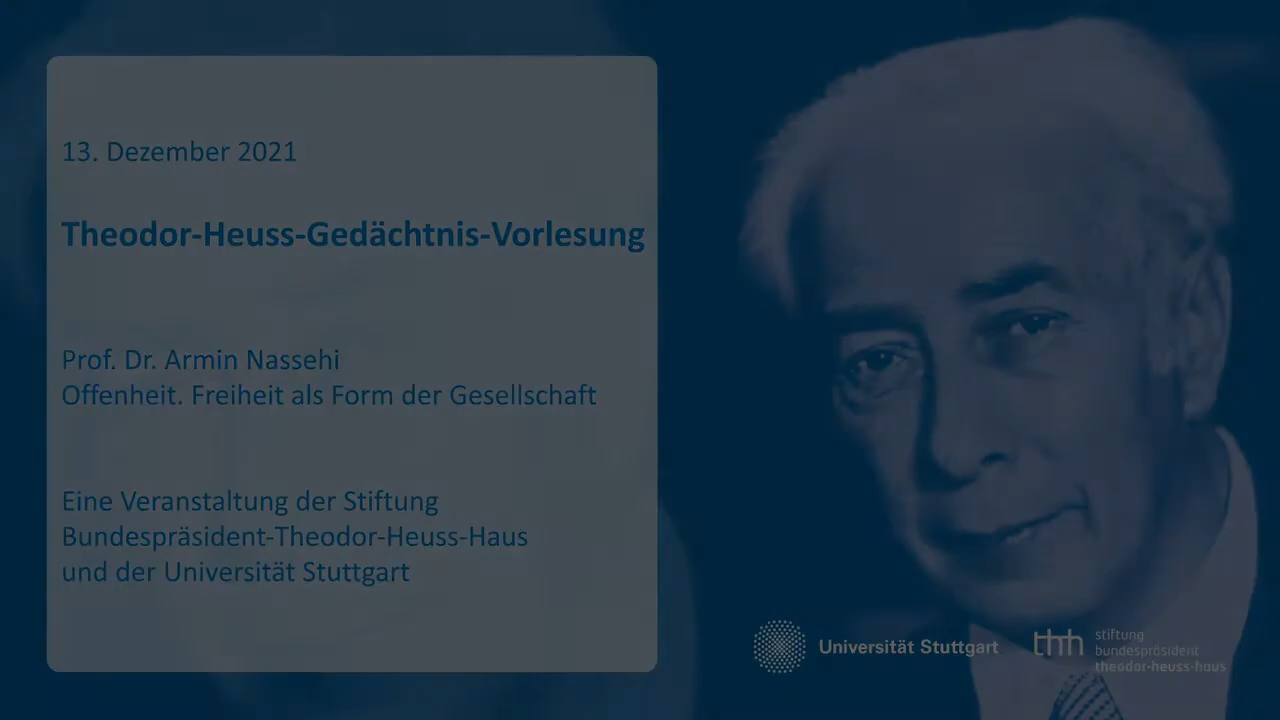 13. Dezember 2021
Theodor-Heuss-Gedächtnis-Vorlesung
Prof. Dr. Armin Nassehi
Offenheit. Freiheit als Form der Gesellschaft
Eine Veranstaltung der Stiftung
Bundespräsident-Theodor-Heuss-Haus
und der Universität Stuttgart
Universität Stuttgart
thh
stiftung
bundespräsident
theodor-heuss-haus